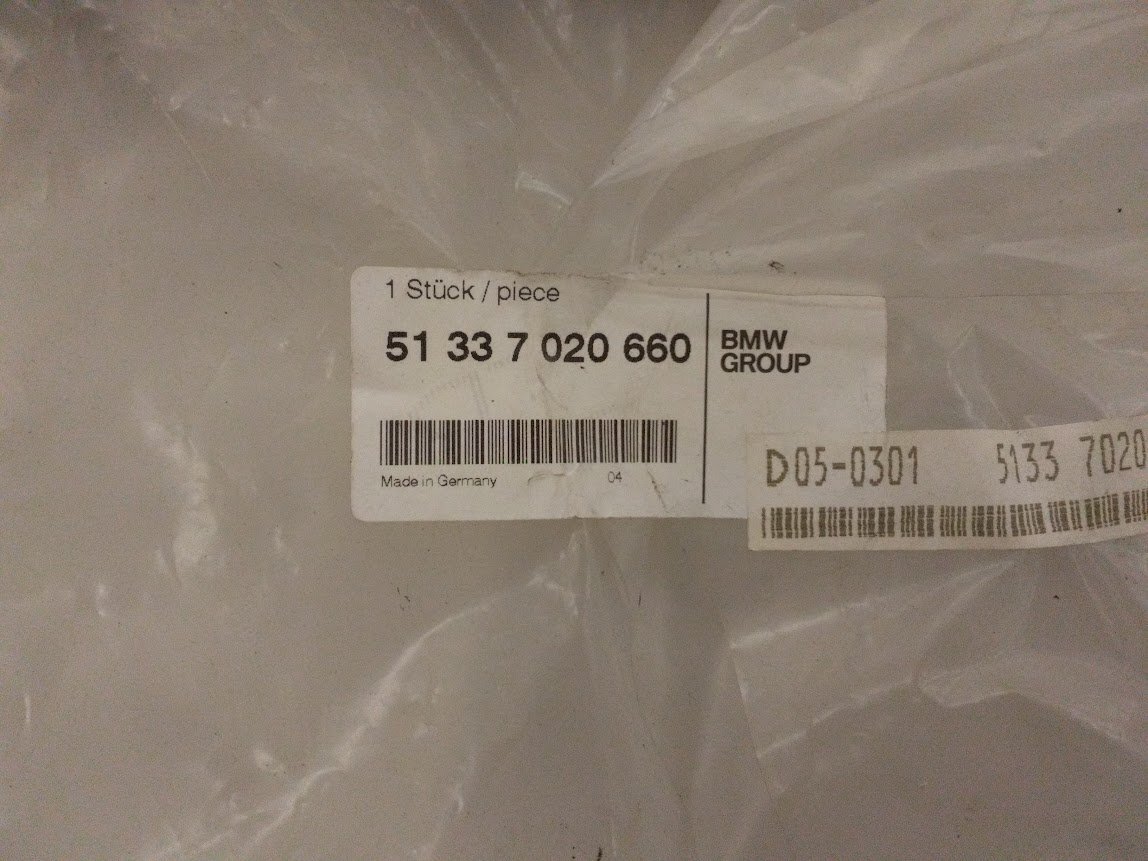 1 Stück / piece
51 33 7 020 660
BMW
GROUP
Made in Germany 04
D05-0301 5133 7020